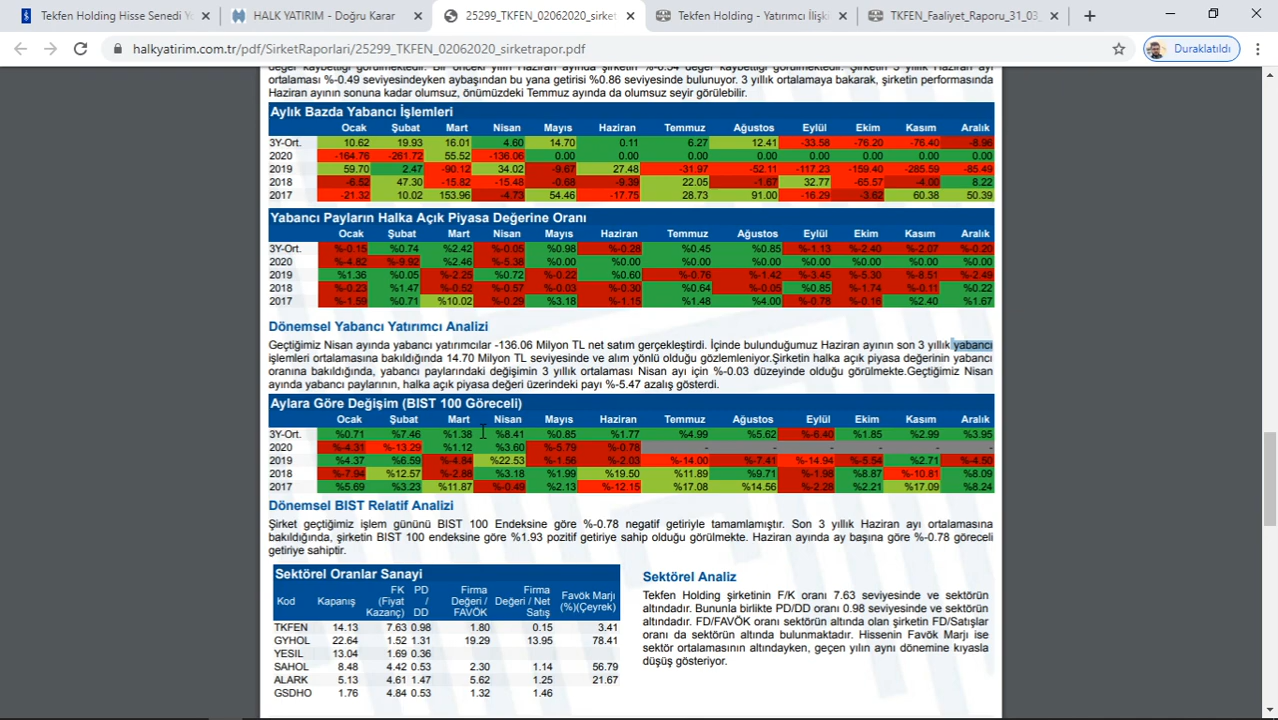 Tekfen Holding Hisse Senedi Y
HALK YATIRIM - Doğru Karar
25299_TKFEN_02062020_sirket
Tekfen Holding - Yatırımcı İlişki
TKFEN_Faaliyet_Raporu_31_03_
halkyatirim.com.tr/pdf/SirketRaporlari/25299_TKFEN_02062020_sirketrapor.pdf
Duraklatıldı
değer kaybettiği görülmektedir. Bir önceki yılın Haziran ayında şirketin %-0.54 değer kaybettiği görülmektedir. Şirketin 3 yıllık Haziran ayı
ortalaması %-0.49 seviyesindeyken aybaşından bu yana getirisi %0.86 seviyesinde bulunuyor. 3 yıllık ortalamaya bakarak, şirketin performasında
Haziran ayının sonuna kadar olumsuz, önümüzdeki Temmuz ayında da olumsuz seyir görülebilir.
Aylık Bazda Yabancı İşlemleri
Ocak Şubat Mart Nisan Mayıs Haziran Temmuz Ağustos Eylül Ekim Kasım Aralık
3Y-Ort. 10.62 19.93 16.01 4.60 14.70 0.11 6.27 12.41 -33.58 -76.20 -76.40 -8.96
2020 -164.76 -261.72 55.52 -136.06 0.00 0.00 0.00 0.00 0.00 0.00 0.00 0.00
2019 59.70 2.47 -90.12 34.02 -9.67 27.48 -31.97 -52.11 -117.23 -159.40 -285.59 -85.49
2018 -6.52 47.30 -15.82 -15.48 -0.68 -9.39 22.05 -1.67 32.77 -65.57 -4.00 8.22
2017 -21.32 10.02 153.96 -4.73 54.46 -17.75 28.73 91.00 -16.29 -3.62 60.38 50.39
Yabancı Payların Halka Açık Piyasa Değerine Oranı
Ocak Şubat Mart Nisan Mayıs Haziran Temmuz Ağustos Eylül Ekim Kasım Aralık
3Y-Ort. %-0.15 %0.74 %2.42 %-0.05 %0.98 %-0.28 %0.45 %0.85 %-1.13 %-2.40 %-2.07 %-0.20
2020 %-4.82 %-9.92 %2.46 %-5.38 %0.00 %0.00 %0.00 %0.00 %0.00 %0.00 %0.00 %0.00
2019 %1.36 %0.05 %-2.25 %0.72 %-0.22 %0.60 %-0.76 %-1.42 %-3.45 %-5.30 %-8.51 %-2.49
2018 %-0.23 %1.47 %-0.52 %-0.57 %-0.03 %-0.30 %0.64 %-0.05 %0.85 %-1.74 %-0.11 %0.22
2017 %-1.59 %0.71 %10.02 %-0.29 %3.18 %-1.15 %1.48 %4.00 %-0.78 %-0.16 %2.40 %1.67
Dönemsel Yabancı Yatırımcı Analizi
Geçtiğimiz Nisan ayında yabancı yatırımcılar -136.06 Milyon TL net satım gerçekleştirdi. İçinde bulunduğumuz Haziran ayının son 3 yıllık yabancı
işlemleri ortalamasına bakıldığında 14.70 Milyon TL seviyesinde ve alım yönlü olduğu gözlemleniyor.Şirketin halka açık piyasa değerinin yabancı
oranına bakıldığında, yabancı paylarındaki değişimin 3 yıllık ortalaması Nisan ayı için %-0.03 düzeyinde olduğu görülmekte.Geçtiğimiz Nisan
ayında yabancı paylarının, halka açık piyasa değeri üzerindeki payı %-5.47 azalış gösterdi.
Aylara Göre Değişim (BIST 100 Göreceli)
Ocak Şubat Mart Nisan Mayıs Haziran Temmuz Ağustos Eylül Ekim Kasım Aralık
3Y-Ort. %0.71 %7.46 %1.38 %8.41 %0.85 %1.77 %4.99 %5.62 %-6.40 %1.85 %2.99 %3.95
2020 %-4.31 %-13.29 %1.12 %3.60 %-5.79 %-0.78 - - - - - -
2019 %4.37 %6.59 %-4.84 %22.53 %-1.56 %-2.03 %-14.00 %-7.41 %-14.94 %-5.54 %2.71 %-4.50
2018 %-7.94 %12.57 %-2.88 %3.18 %1.99 %19.50 %11.89 %9.71 %-1.98 %8.87 %-10.81 %8.09
2017 %5.69 %3.23 %11.87 %-0.49 %2.13 %-12.15 %17.08 %14.56 %-2.28 %2.21 %17.09 %8.24
Dönemsel BIST Relatif Analizi
Şirket geçtiğimiz işlem gününü BIST 100 Endeksine göre %-0.78 negatif getiriyle tamamlamıştır. Son 3 yıllık Haziran ayı ortalamasına
bakıldığında, şirketin BIST 100 endeksine göre %1.93 pozitif getiriye sahip olduğu görülmekte. Haziran ayında ay başına göre %-0.78 göreceli
getiriye sahiptir.
Sektörel Oranlar Sanayi
Kod Kapanış FK (Fiyat Kazanç) PD / DD Firma Değeri / FAVÖK Firma Değeri / Net Satış Favök Marjı (%)(Çeyrek)
TKFEN 14.13 7.63 0.98 1.80 0.15 3.41
GYHOL 22.64 1.52 1.31 19.29 13.95 78.41
YESIL 13.04 1.69 0.36
SAHOL 8.48 4.42 0.53 2.30 1.14 56.79
ALARK 5.13 4.61 1.47 5.62 1.25 21.67
GSDHO 1.76 4.84 0.53 1.32 1.46
Sektörel Analiz
Tekfen Holding şirketinin F/K oranı 7.63 seviyesinde ve sektörün
altındadır. Bununla birlikte PD/DD oranı 0.98 seviyesinde ve sektörün
altındadır. FD/FAVÖK oranı sektörün altında olan şirketin FD/Satışlar
oranı da sektörün altında bulunmaktadır. Hissenin Favök Marjı ise
sektör ortalamasının altındayken, geçen yılın aynı dönemine kıyasla
düşüş gösteriyor.